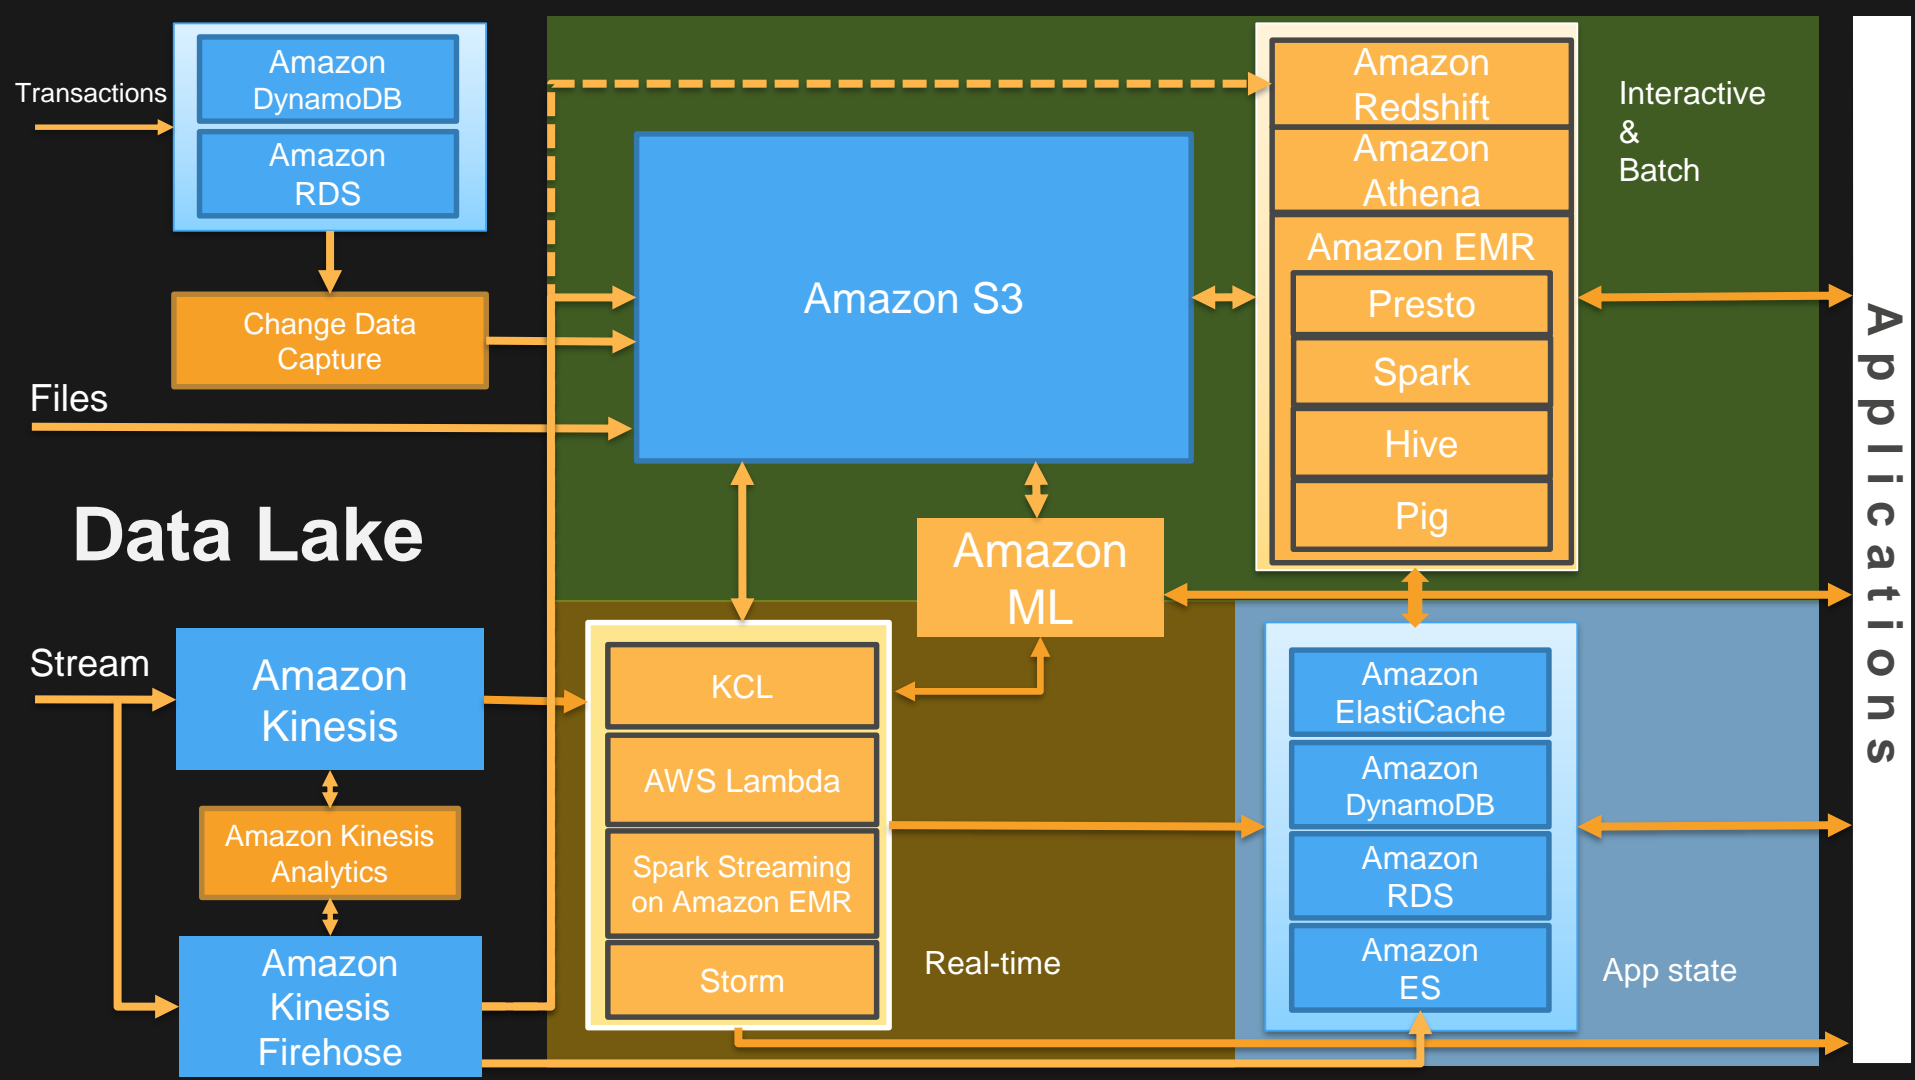 Transactions
Amazon
DynamoDB
Amazon
RDS
Change Data
Capture
Files
Data Lake
Stream
Amazon
Kinesis
Amazon Kinesis
Analytics
Amazon
Kinesis
Firehose
Amazon S3
Amazon
ML
KCL
AWS Lambda
Spark Streaming
on Amazon EMR
Storm
Real-time
Amazon
Redshift
Amazon
Athena
Amazon EMR
Presto
Spark
Hive
Pig
Interactive
&
Batch
Amazon
ElastiCache
Amazon
DynamoDB
Amazon
RDS
Amazon
ES
App state
Applications